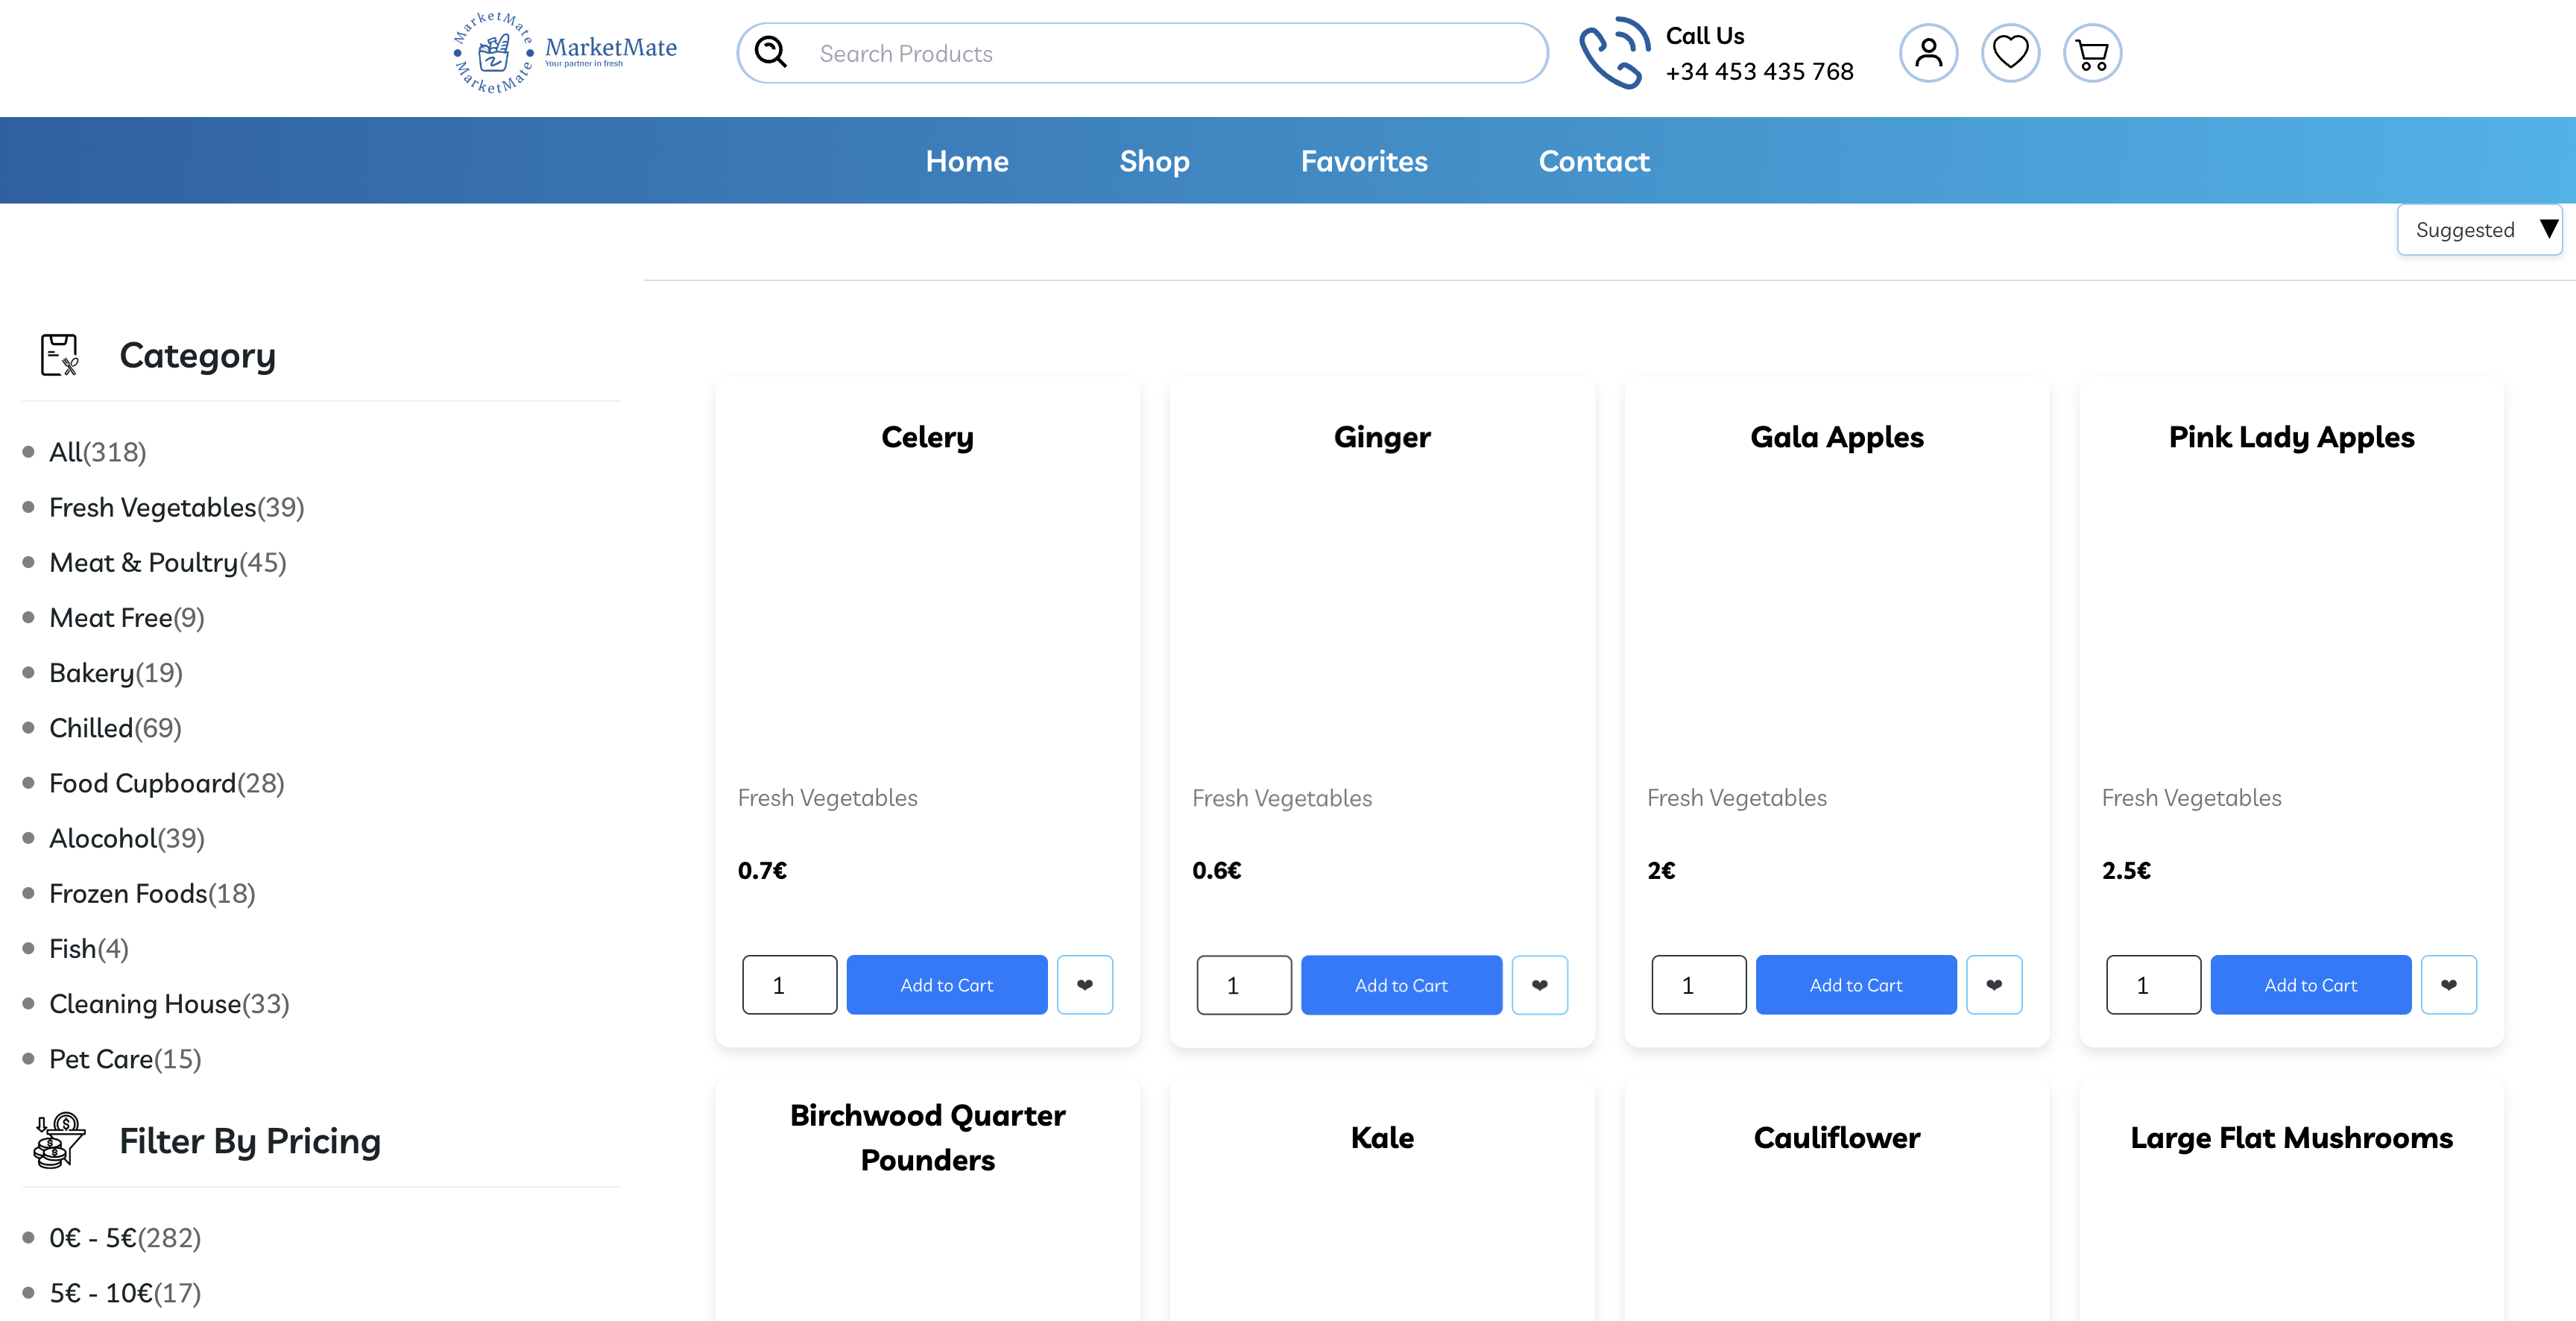 MarketMate
MarketMate
MarketMate
Your partner in fresh
Search Products
Call Us
+34 453 435 768
Home
Shop
Favorites
Contact
Suggested
Category
All(318)
Fresh Vegetables(39)
Meat & Poultry(45)
Meat Free(9)
Bakery(19)
Chilled(69)
Food Cupboard(28)
Alocohol(39)
Frozen Foods(18)
Fish(4)
Cleaning House(33)
Pet Care(15)
Filter By Pricing
0€ - 5€(282)
5€ - 10€(17)
Celery
Fresh Vegetables
0.7€
1
Add to Cart
Ginger
Fresh Vegetables
0.6€
1
Add to Cart
Gala Apples
Fresh Vegetables
2€
1
Add to Cart
Pink Lady Apples
Fresh Vegetables
2.5€
1
Add to Cart
Birchwood Quarter
Pounders
Kale
Cauliflower
Large Flat Mushrooms